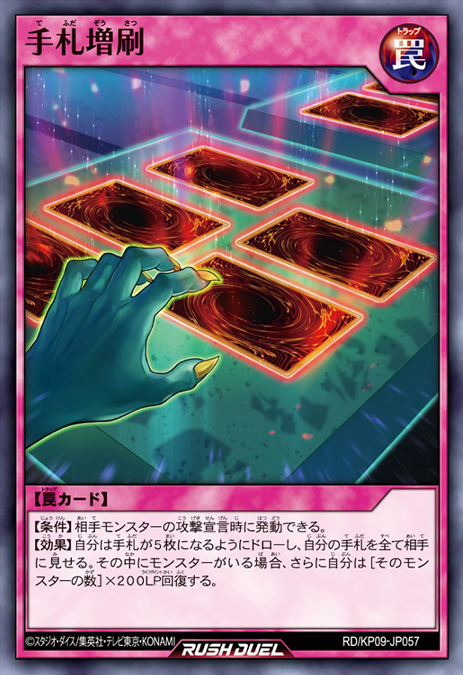 手札増刷
罠
【罠カード】
【条件】相手モンスターの攻撃宣言時に発動できる。
【効果】自分は手札が5枚になるようドローし、自分の手札を全て相手
に見せる。その中にモンスターがいる場合、さらに自分は[そのモン
スターの数]×200LP回復する。
©スタジオ・ダイス/集英社・テレビ東京・KONAMI
RUSH DUEL
RD/KP09-JP057